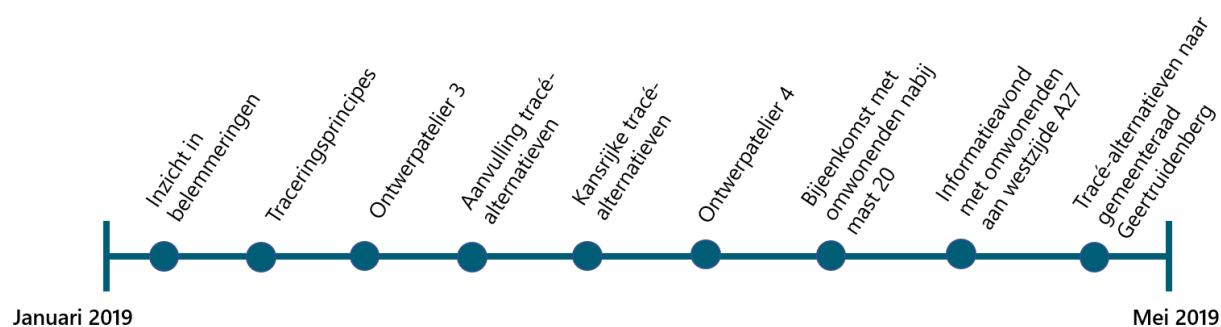 Inzicht in
belemmeringen
Traceringsprincipes
Ontwerpatelier 3
Aanvulling tracé-
alternatieven
Kansrijke tracé-
alternatieven
Ontwerpatelier 4
Bijeenkomst met
omwonenden nabij
mast 20
Informatieavond
met omwonenden
aan westzijde A27
Tracé-alternatieven naar
gemeenteraad
Geertruidenberg
Januari 2019
Mei 2019